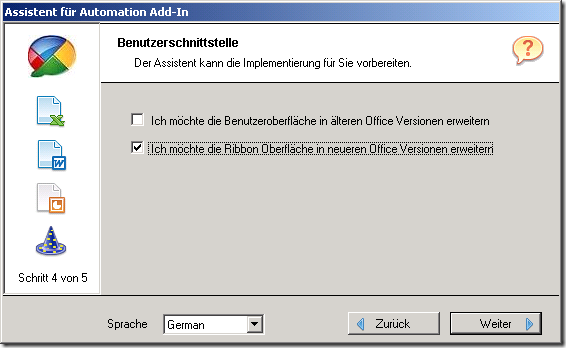 Assistent für Automation Add-In
Benutzerschnittstelle
Der Assistent kann die Implementierung für Sie vorbereiten.
Ich möchte die Benutzeroberfläche in älteren Office Versionen erweitern
Ich möchte die Ribbon Oberfläche in neueren Office Versionen erweitern
Schritt 4 von 5
Sprache
German
Zurück
Weiter